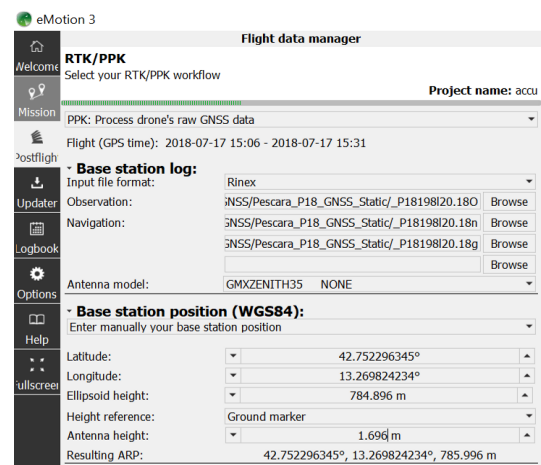 eMotion 3
Flight data manager
Welcome
RTK/PPK
Select your RTK/PPK workflow
Project name: accu
Mission
PPK: Process drone's raw GNSS data
Flight (GPS time): 2018-07-17 15:06 - 2018-07-17 15:31
Postfligh
Base station log:
Input file format: Rinex
Updater
Observation: iNSS/Pescara_P18_GNSS_Static/_P18198l20.18O Browse
Navigation: GNSS/Pescara_P18_GNSS_Static/_P18198l20.18n Browse
Logbook
GNSS/Pescara_P18_GNSS_Static/_P18198l20.18g Browse
Browse
Options
Antenna model: GMXZENITH35 NONE
Base station position (WGS84):
Enter manually your base station position
Help
Latitude: 42.752296345°
Longitude: 13.269824234°
ullscreen
Ellipsoid height: 784.896 m
Height reference: Ground marker
Antenna height: 1.696 m
Resulting ARP: 42.752296345°, 13.269824234°, 785.996 m